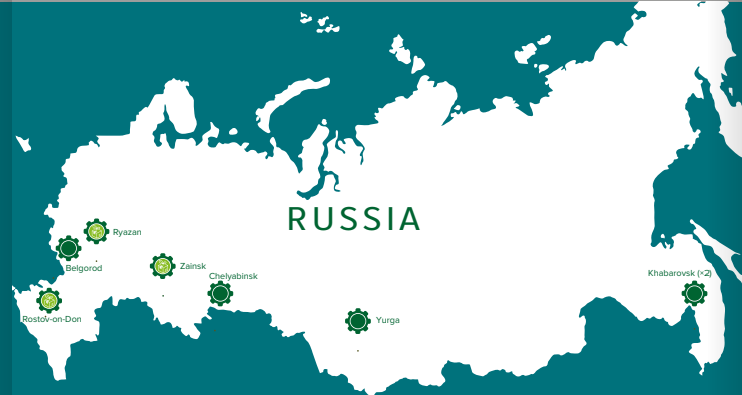 RUSSIA
Ryazan
Belgorod
Zainsk
Chelyabinsk
Khabarovsk (×2)
Rostov-on-Don
Yurga